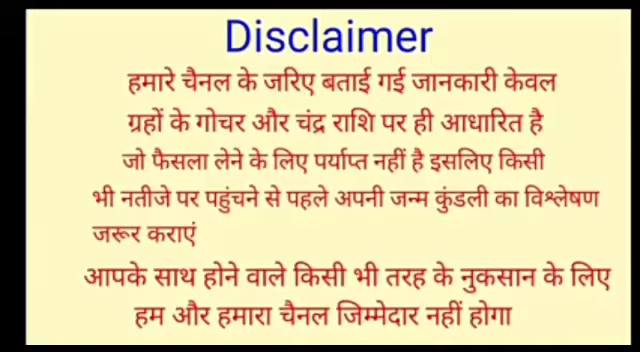 Disclaimer
हमारे चैनल के जरिए बताई गई जानकारी केवल
ग्रहों के गोचर और चंद्र राशि पर ही आधारित है
जो फैसला लेने के लिए पर्याप्त नहीं है इसलिए किसी
भी नतीजे पर पहुंचने से पहले अपनी जन्म कुंडली का विश्लेषण
जरूर कराएं
आपके साथ होने वाले किसी भी तरह के नुकसान के लिए
हम और हमारा चैनल जिम्मेदार नहीं होगा